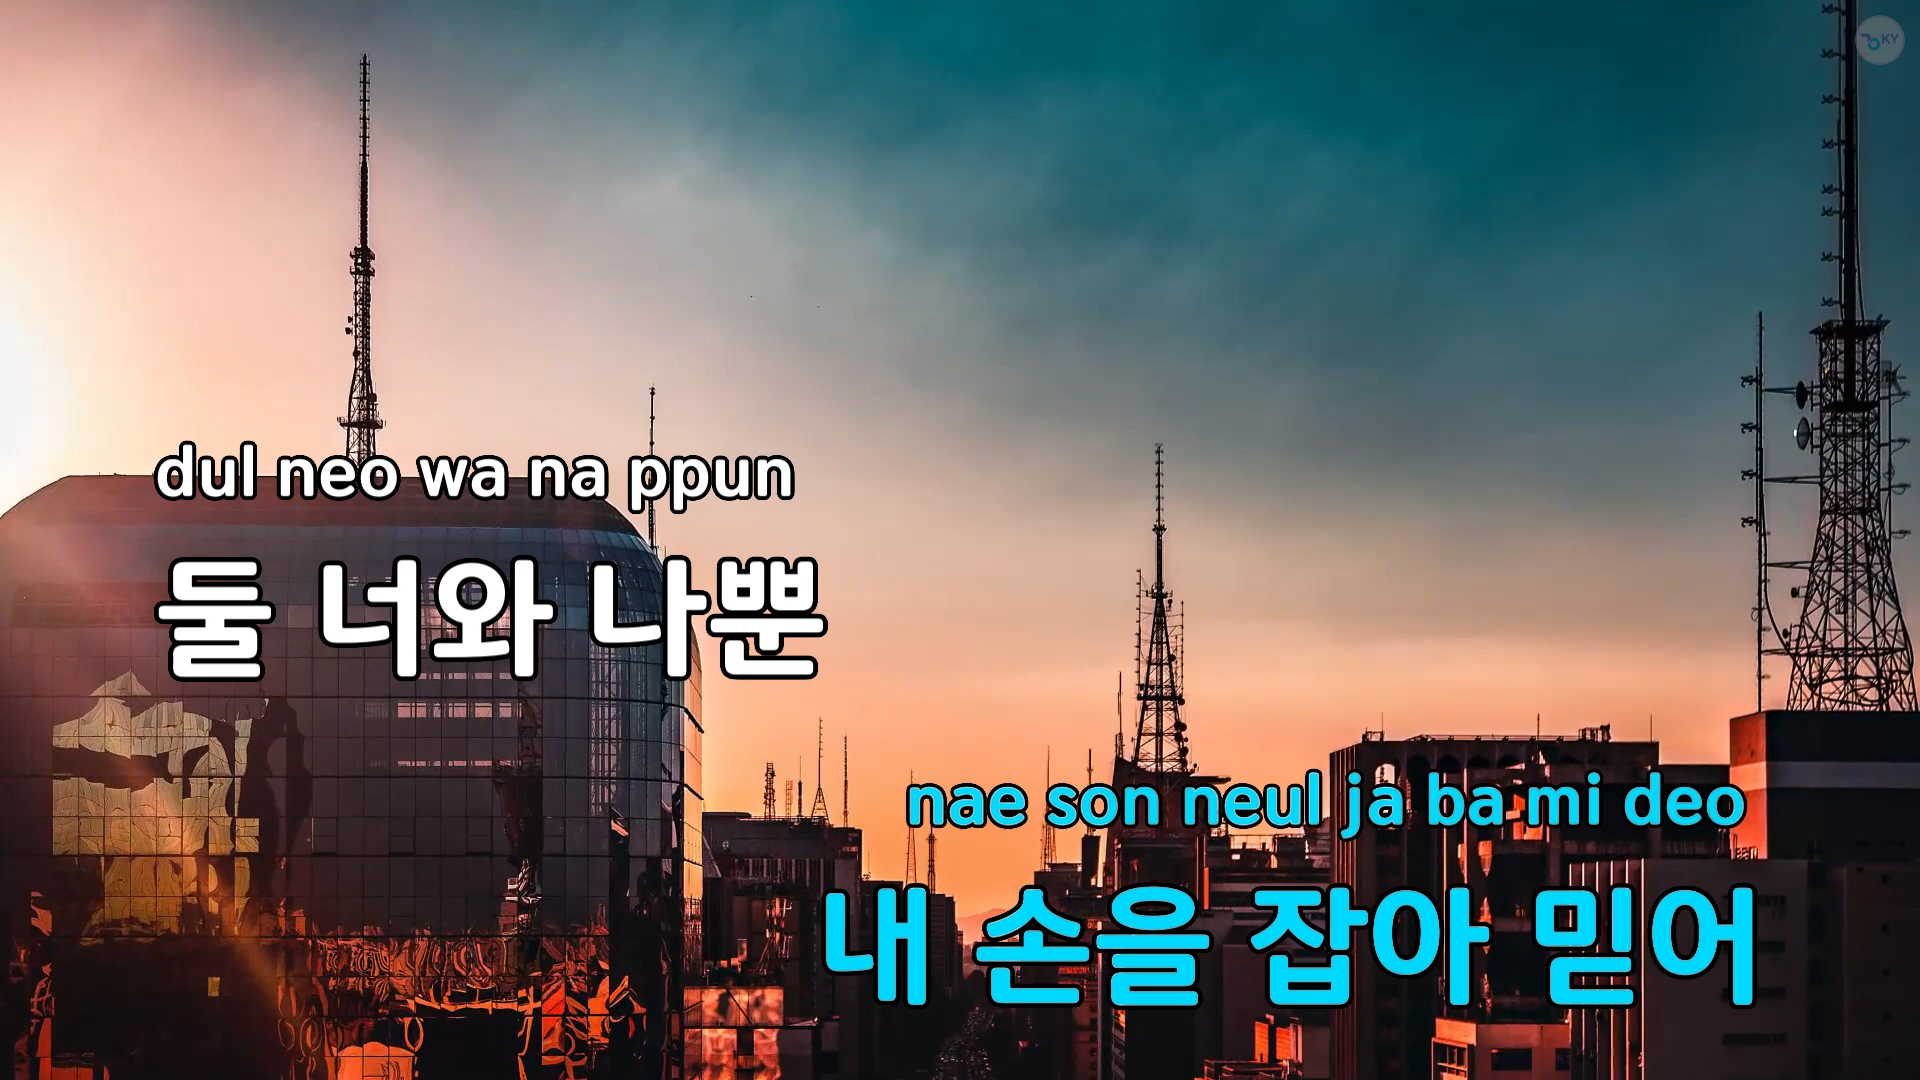 KY
dul neo wa na ppun
둘 너와 나뿐
nae son neul ja ba mi deo
내 손을 잡아 믿어